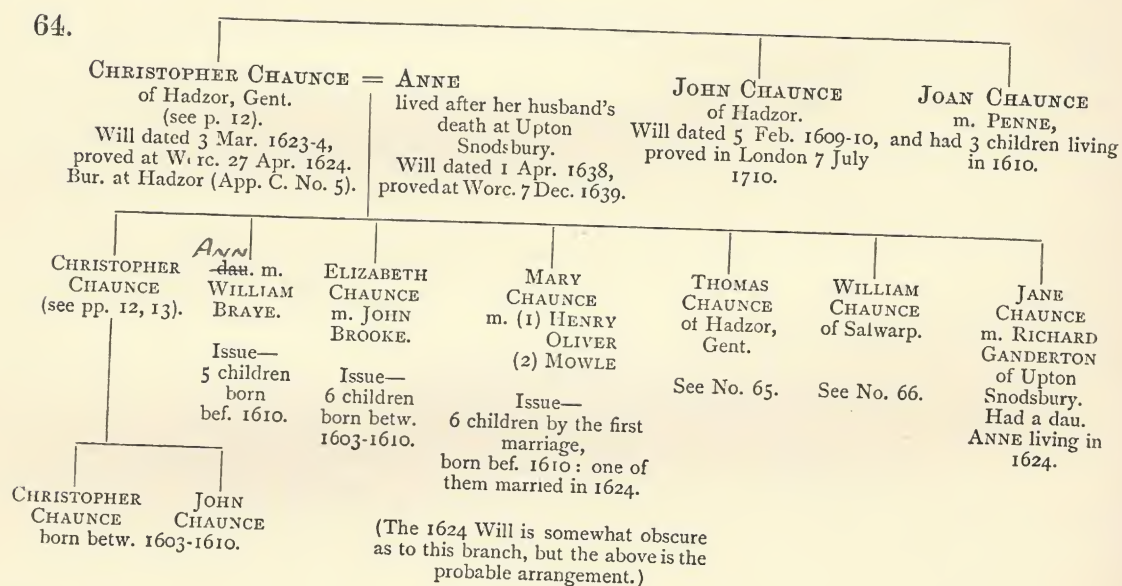 64.
CHRISTOPHER CHAUNCE = ANNE
of Hadzor, Gent.
(see p. 12).
Will dated 3 Mar. 1623-4,
proved at W rc. 27 Apr. 1624.
Bur. at Hadzor (App. C. No. 5).
lived after her husband's
death at Upton
Snodsbury.
Will dated 1 Apr. 1638,
proved at Worc. 7 Dec. 1639.
JOHN CHAUNCE
of Hadzor.
Will dated 5 Feb. 1609-10,
proved in London 7 July
1710.
JOAN CHAUNCE
m. PENNE,
and had 3 children living
in 1610.
CHRISTOPHER
CHAUNCE
(see pp. 12, 13).
ANN
dau. m.
WILLIAM
BRAYE.
Issue—
5 children
born
bef. 1610.
ELIZABETH
CHAUNCE
m. JOHN
BROOKE.
Issue—
6 children
born betw.
1603-1610.
MARY
CHAUNCE
m. (1) HENRY
OLIVER
(2) MOWLE
Issue—
6 children by the first
marriage,
born bef. 1610: one of
them married in 1624.
THOMAS
CHAUNCE
of Hadzor,
Gent.
See No. 65.
WILLIAM
CHAUNCE
of Salwarp.
See No. 66.
JANE
CHAUNCE
m. RICHARD
GANDERTON
of Upton
Snodsbury.
Had a dau.
ANNE living in
1624.
CHRISTOPHER
CHAUNCE
JOHN
CHAUNCE
born betw. 1603-1610.
(The 1624 Will is somewhat obscure
as to this branch, but the above is the
probable arrangement.)